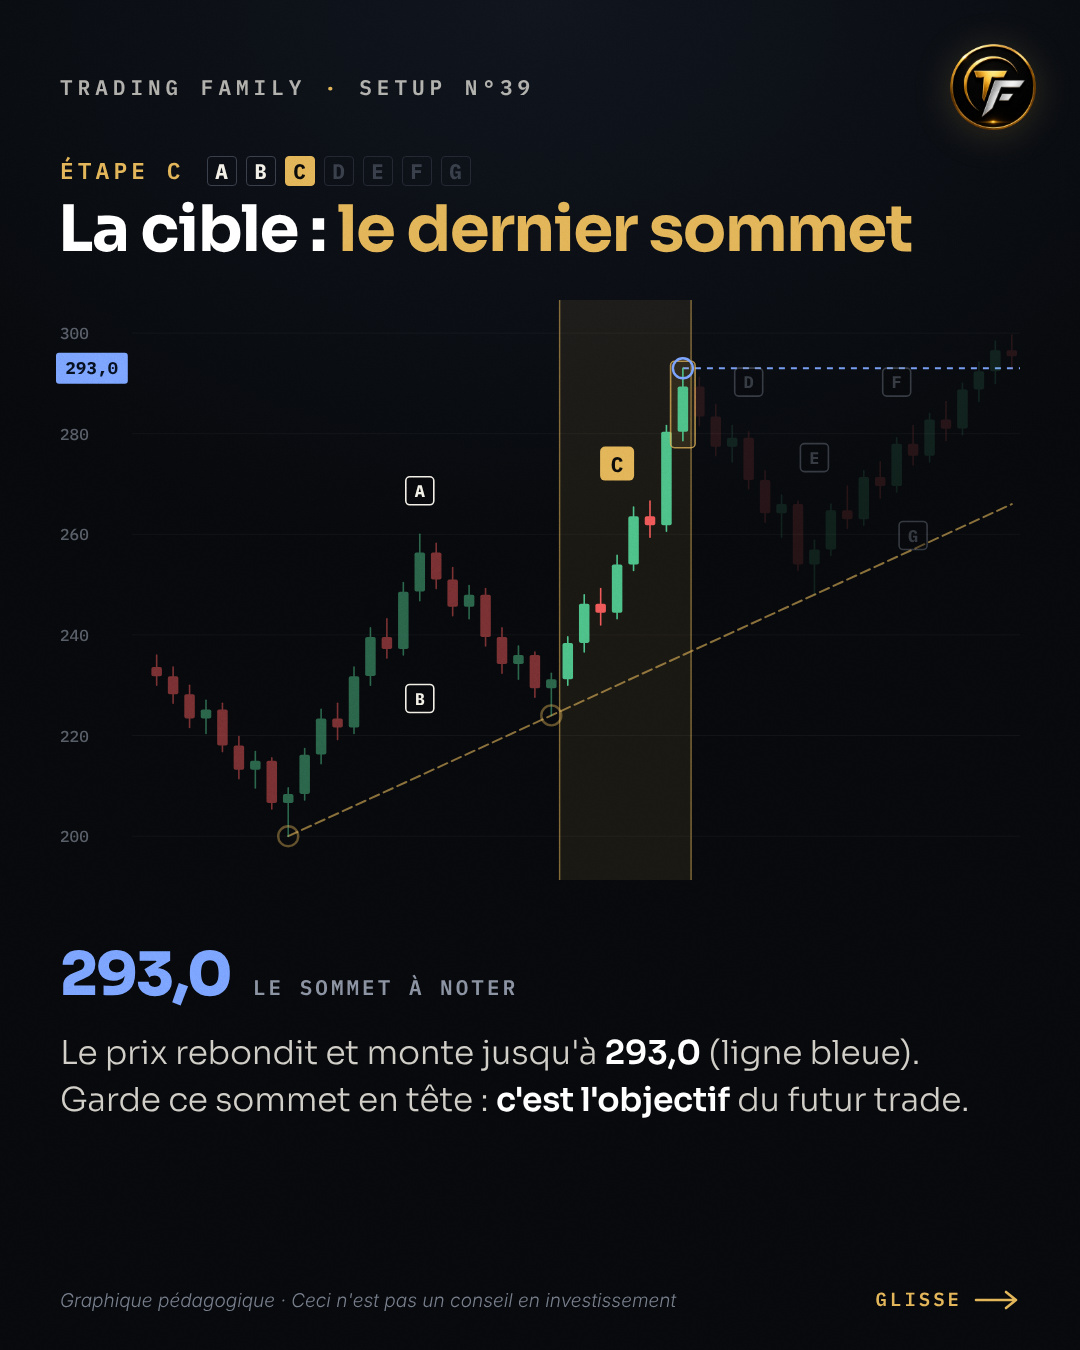 TRADING FAMILY · SETUP N°39
TF
ÉTAPE C A B C D E F G
La cible : le dernier sommet
300
293,0
D
F
280
C
E
A
260
G
240
B
220
200
293,0 LE SOMMET À NOTER
Le prix rebondit et monte jusqu'à 293,0 (ligne bleue).
Garde ce sommet en tête : c'est l'objectif du futur trade.
Graphique pédagogique · Ceci n'est pas un conseil en investissement
GLISSE →